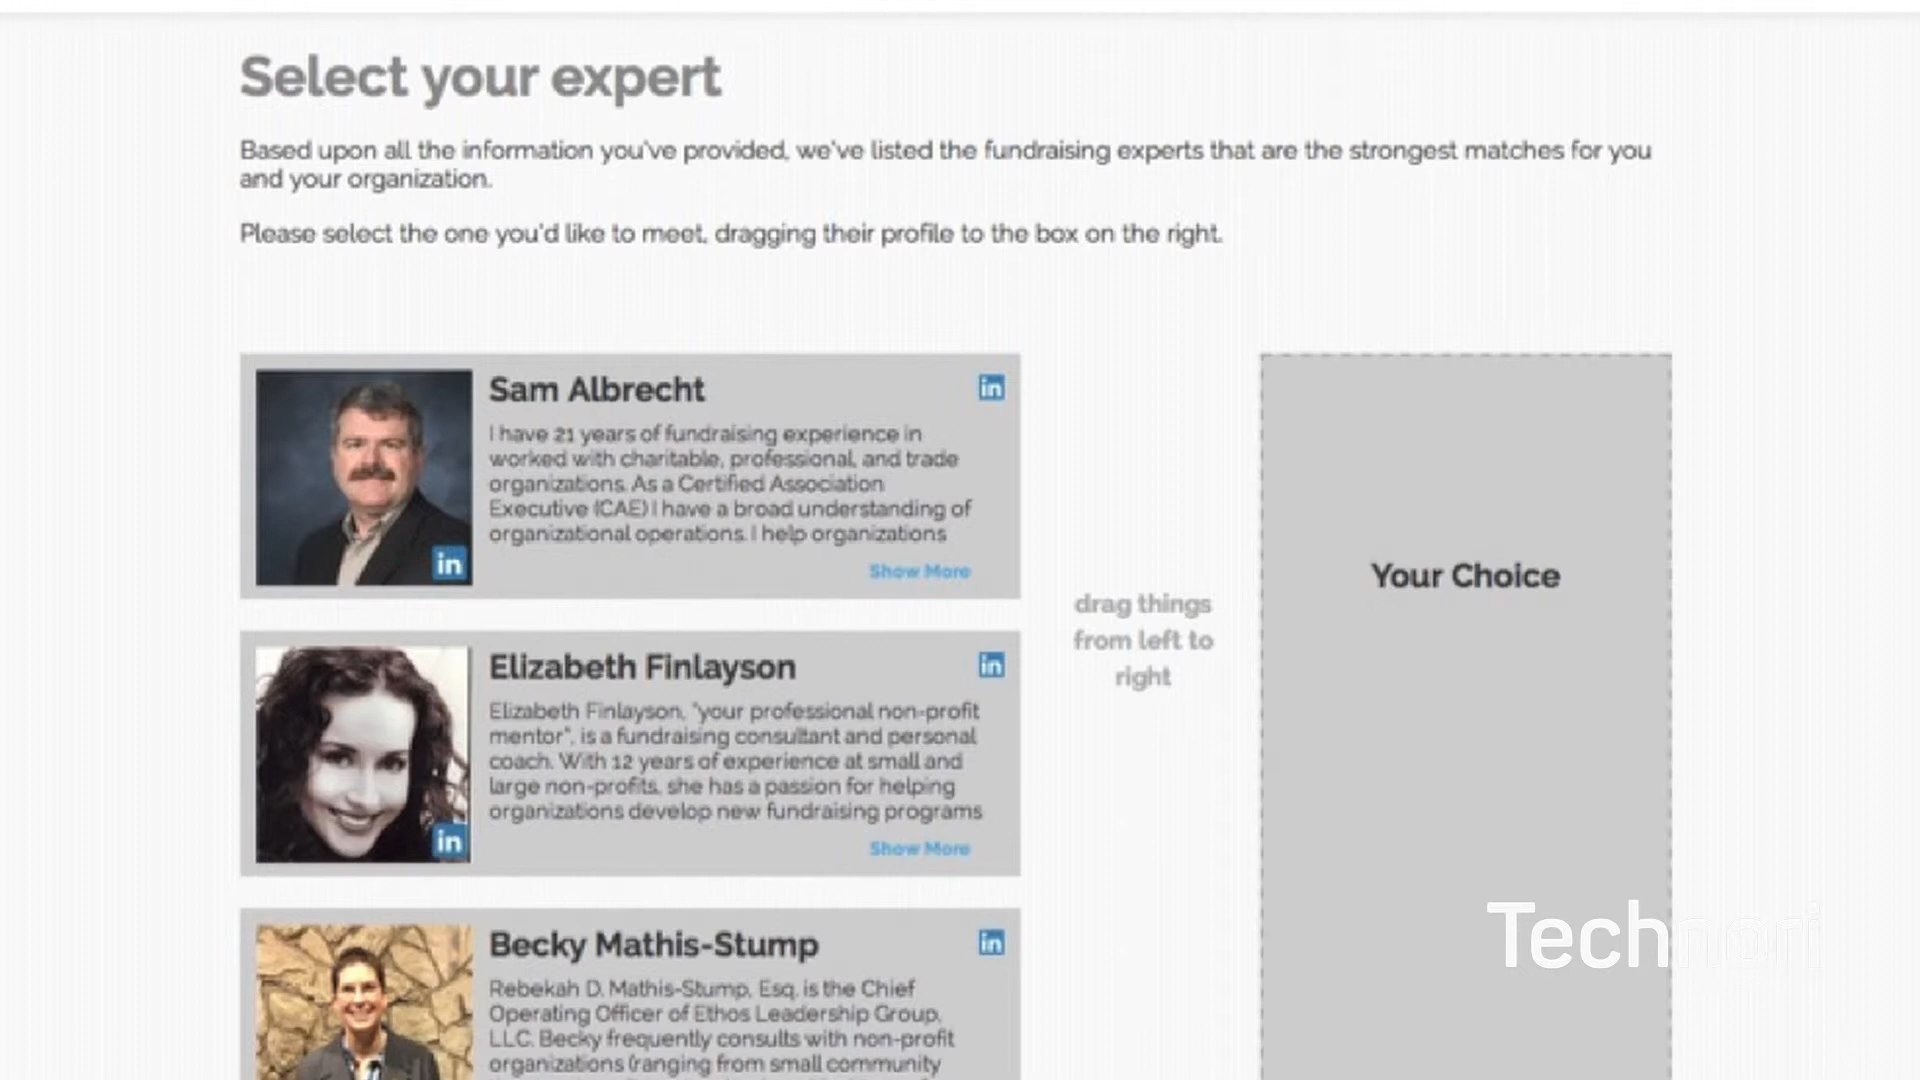 Select your expert
Based upon all the information you've provided, we've listed the fundraising experts that are the strongest matches for you
and your organization.
Please select the one you'd like to meet, dragging their profile to the box on the right.
Sam Albrecht
in
I have 21 years of fundraising experience in
worked with charitable, professional, and trade
organizations. As a Certified Association
Executive (CAE) I have a broad understanding of
organizational operations. I help organizations
in
Show More
drag things
from left to
right
Your Choice
Elizabeth Finlayson
in
Elizabeth Finlayson, "your professional non-profit
mentor", is a fundraising consultant and personal
coach. With 12 years of experience at small and
large non-profits, she has a passion for helping
organizations develop new fundraising programs
in
Show More
Becky Mathis-Stump
in
Rebekah D. Mathis-Stump, Esq. is the Chief
Operating Officer of Ethos Leadership Group,
LLC. Becky frequently consults with non-profit
organizations (ranging from small community
Technori